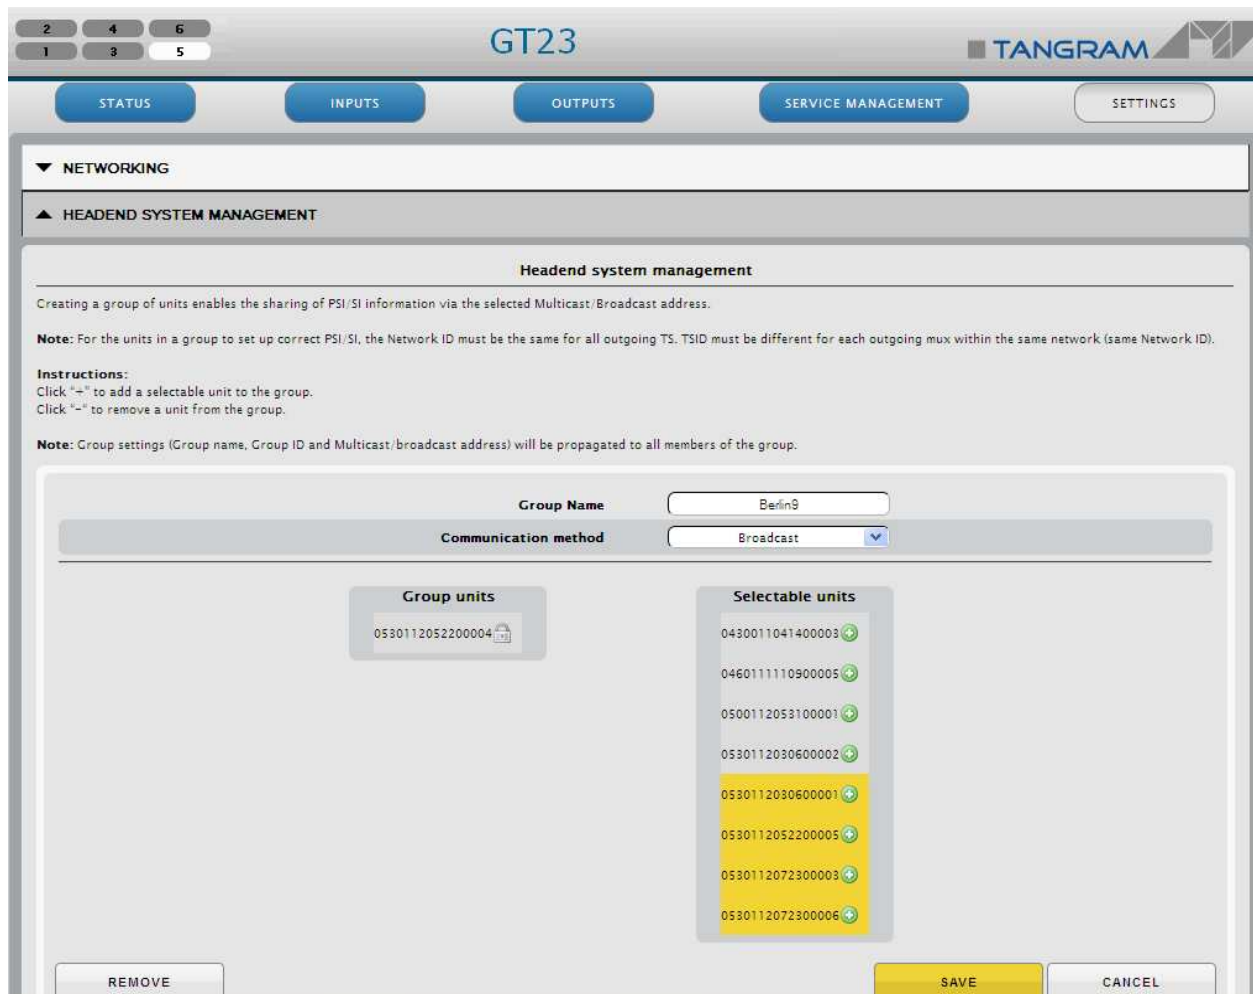 2 4 6
1 3 5
GT23
TANGRAM
STATUS INPUTS OUTPUTS SERVICE MANAGEMENT SETTINGS
NETWORKING
HEADEND SYSTEM MANAGEMENT
Headend system management
Creating a group of units enables the sharing of PSI/SI information via the selected Multicast/Broadcast address.
Note: For the units in a group to set up correct PSI/SI, the Network ID must be the same for all outgoing TS. TSID must be different for each outgoing mux within the same network (same Network ID).
Instructions:
Click "+" to add a selectable unit to the group.
Click "-" to remove a unit from the group.
Note: Group settings (Group name, Group ID and Multicast/broadcast address) will be propagated to all members of the group.
Group Name Berlin9
Communication method Broadcast
Group units
0530112052200004
Selectable units
0430011041400003
0460111110900005
0500112053100001
0530112030600002
0530112030600001
0530112052200005
0530112072300003
0530112072300006
REMOVE SAVE CANCEL